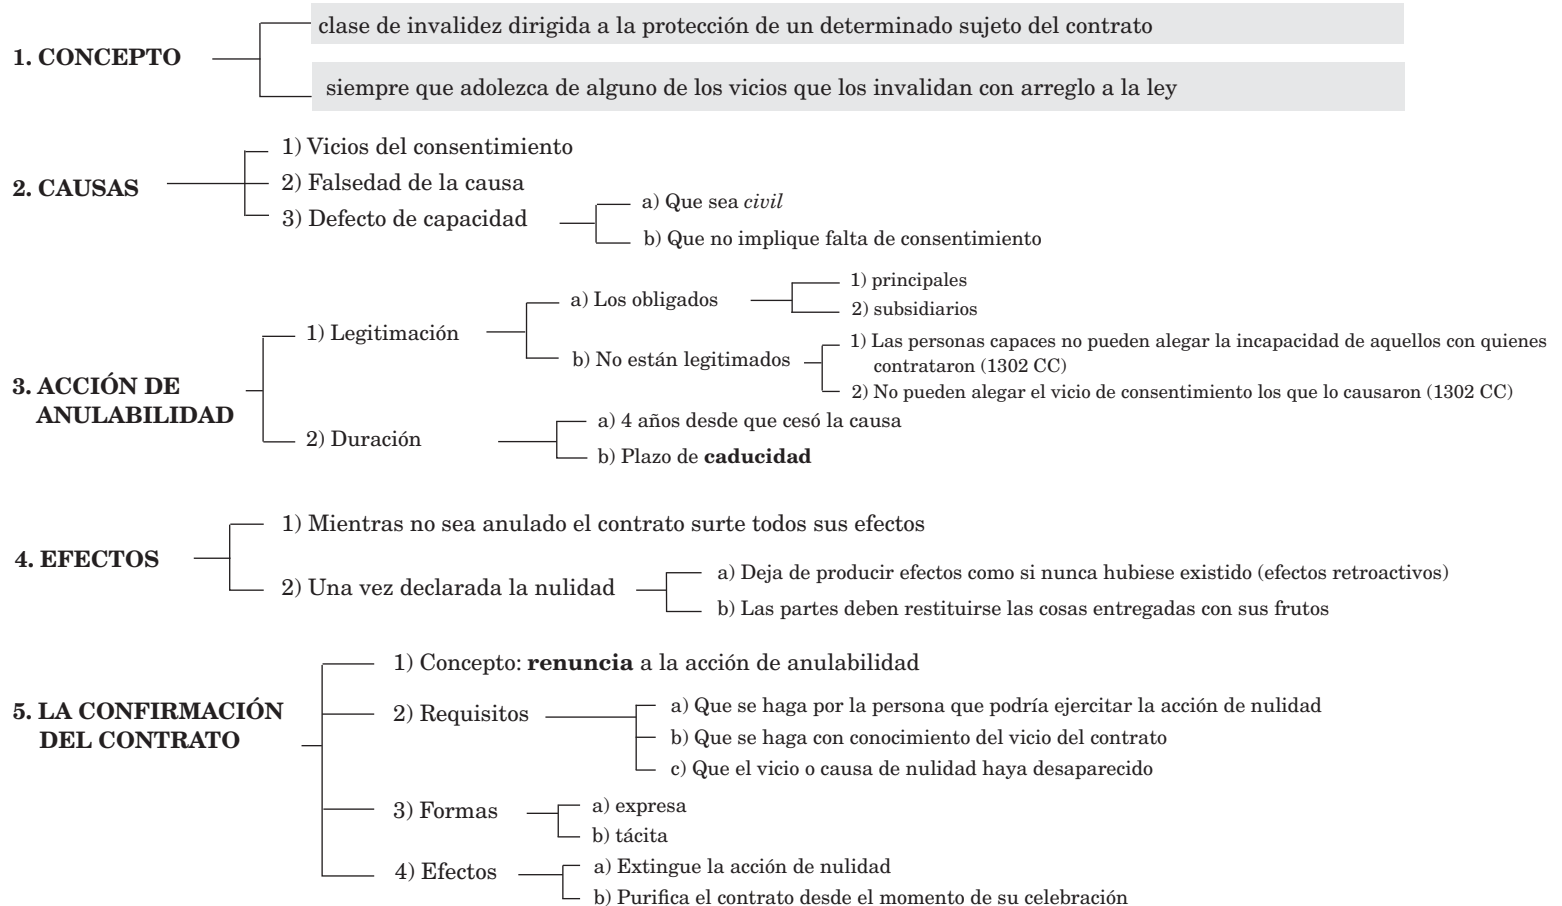 1. CONCEPTO
clase de invalidez dirigida a la protección de un determinado sujeto del contrato
siempre que adolezca de alguno de los vicios que los invalidan con arreglo a la ley
2. CAUSAS
1) Vicios del consentimiento
2) Falsedad de la causa
3) Defecto de capacidad
a) Que sea civil
b) Que no implique falta de consentimiento
3. ACCIÓN DE
ANULABILIDAD
1) Legitimación
a) Los obligados
1) principales
2) subsidiarios
b) No están legitimados
1) Las personas capaces no pueden alegar la incapacidad de aquellos con quienes
contrataron (1302 CC)
2) No pueden alegar el vicio de consentimiento los que lo causaron (1302 CC)
2) Duración
a) 4 años desde que cesó la causa
b) Plazo de caducidad
4. EFECTOS
1) Mientras no sea anulado el contrato surte todos sus efectos
2) Una vez declarada la nulidad
a) Deja de producir efectos como si nunca hubiese existido (efectos retroactivos)
b) Las partes deben restituirse las cosas entregadas con sus frutos
5. LA CONFIRMACIÓN
DEL CONTRATO
1) Concepto: renuncia a la acción de anulabilidad
2) Requisitos
a) Que se haga por la persona que podría ejercitar la acción de nulidad
b) Que se haga con conocimiento del vicio del contrato
c) Que el vicio o causa de nulidad haya desaparecido
3) Formas
a) expresa
b) tácita
4) Efectos
a) Extingue la acción de nulidad
b) Purifica el contrato desde el momento de su celebración